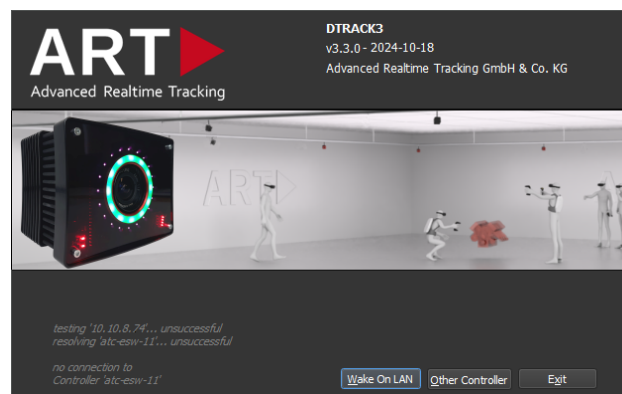 ART
Advanced Realtime Tracking
DTRACK3
v3.3.0 - 2024-10-18
Advanced Realtime Tracking GmbH & Co. KG
ART
testing '10.10.8.74'... unsuccessful
resolving 'atc-esw-11'... unsuccessful
no connection to
Controller 'atc-esw-11'
Wake On LAN
Other Controller
Exit